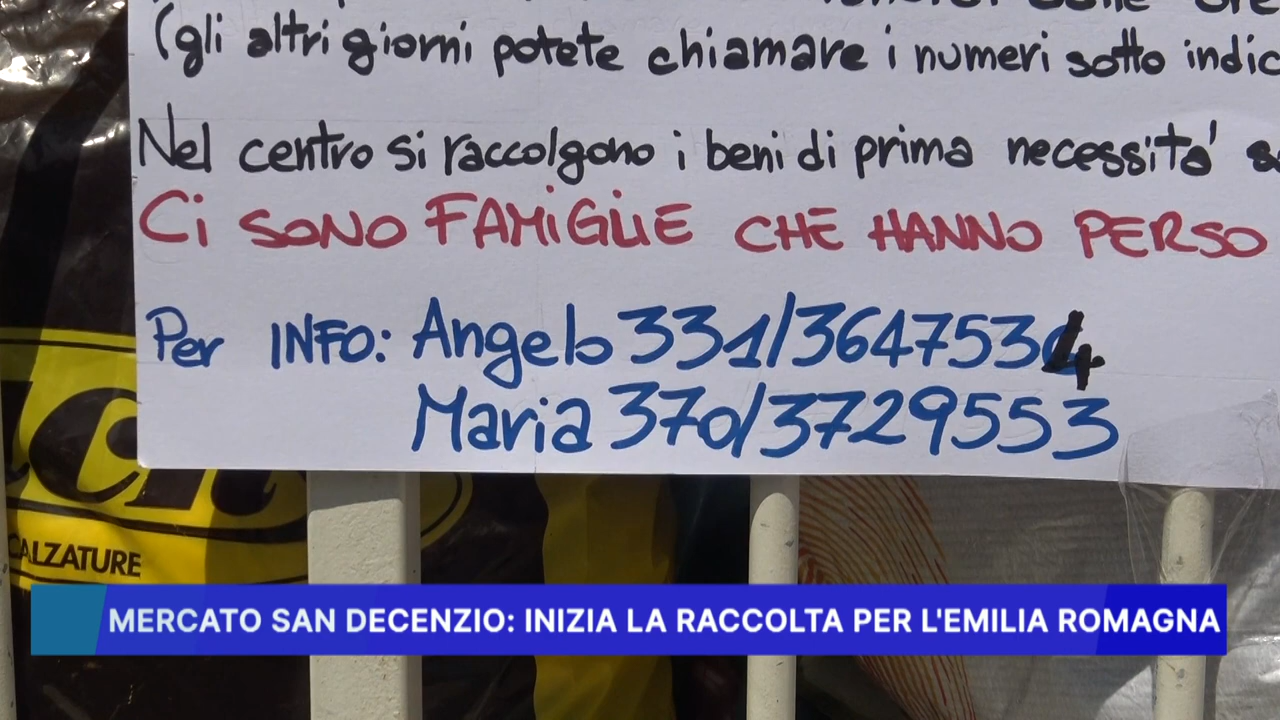 (gli altri giorni potete chiamare i numeri sotto indic
Nel centro si raccolgono i beni di prima necessità
Ci SONO FAMIGLIE CHE HANNO PERSO
Per INFO: Angelo 331/3647534
Maria 370/3729553
CALZATURE
MERCATO SAN DECENZIO: INIZIA LA RACCOLTA PER L'EMILIA ROMAGNA